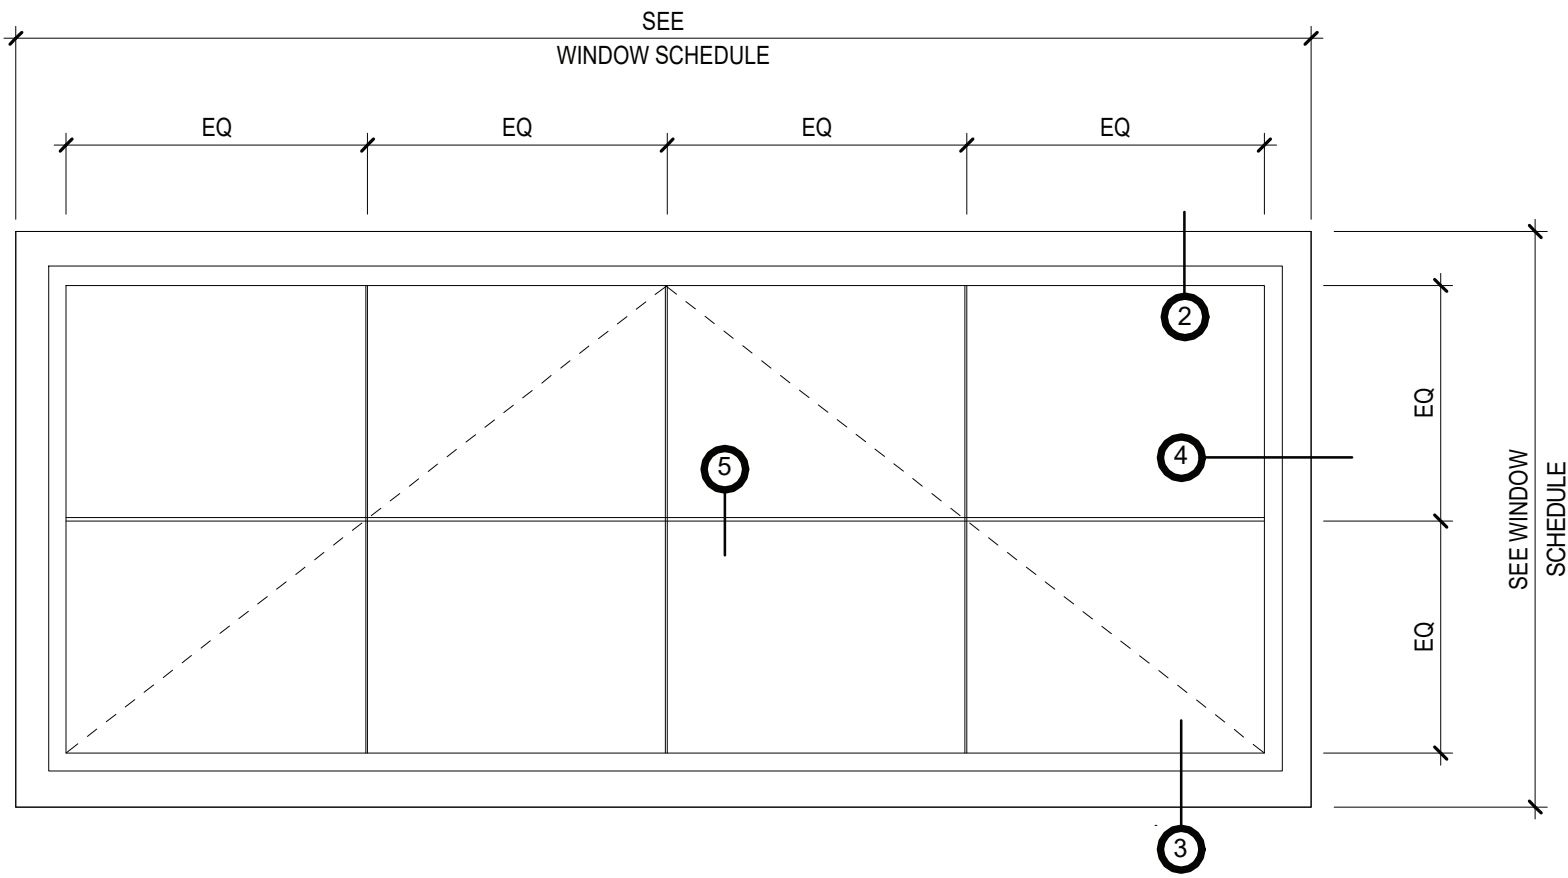 SEE
WINDOW SCHEDULE
EQ
EQ
EQ
EQ
2
EQ
4
5
SEE WINDOW
SCHEDULE
EQ
3